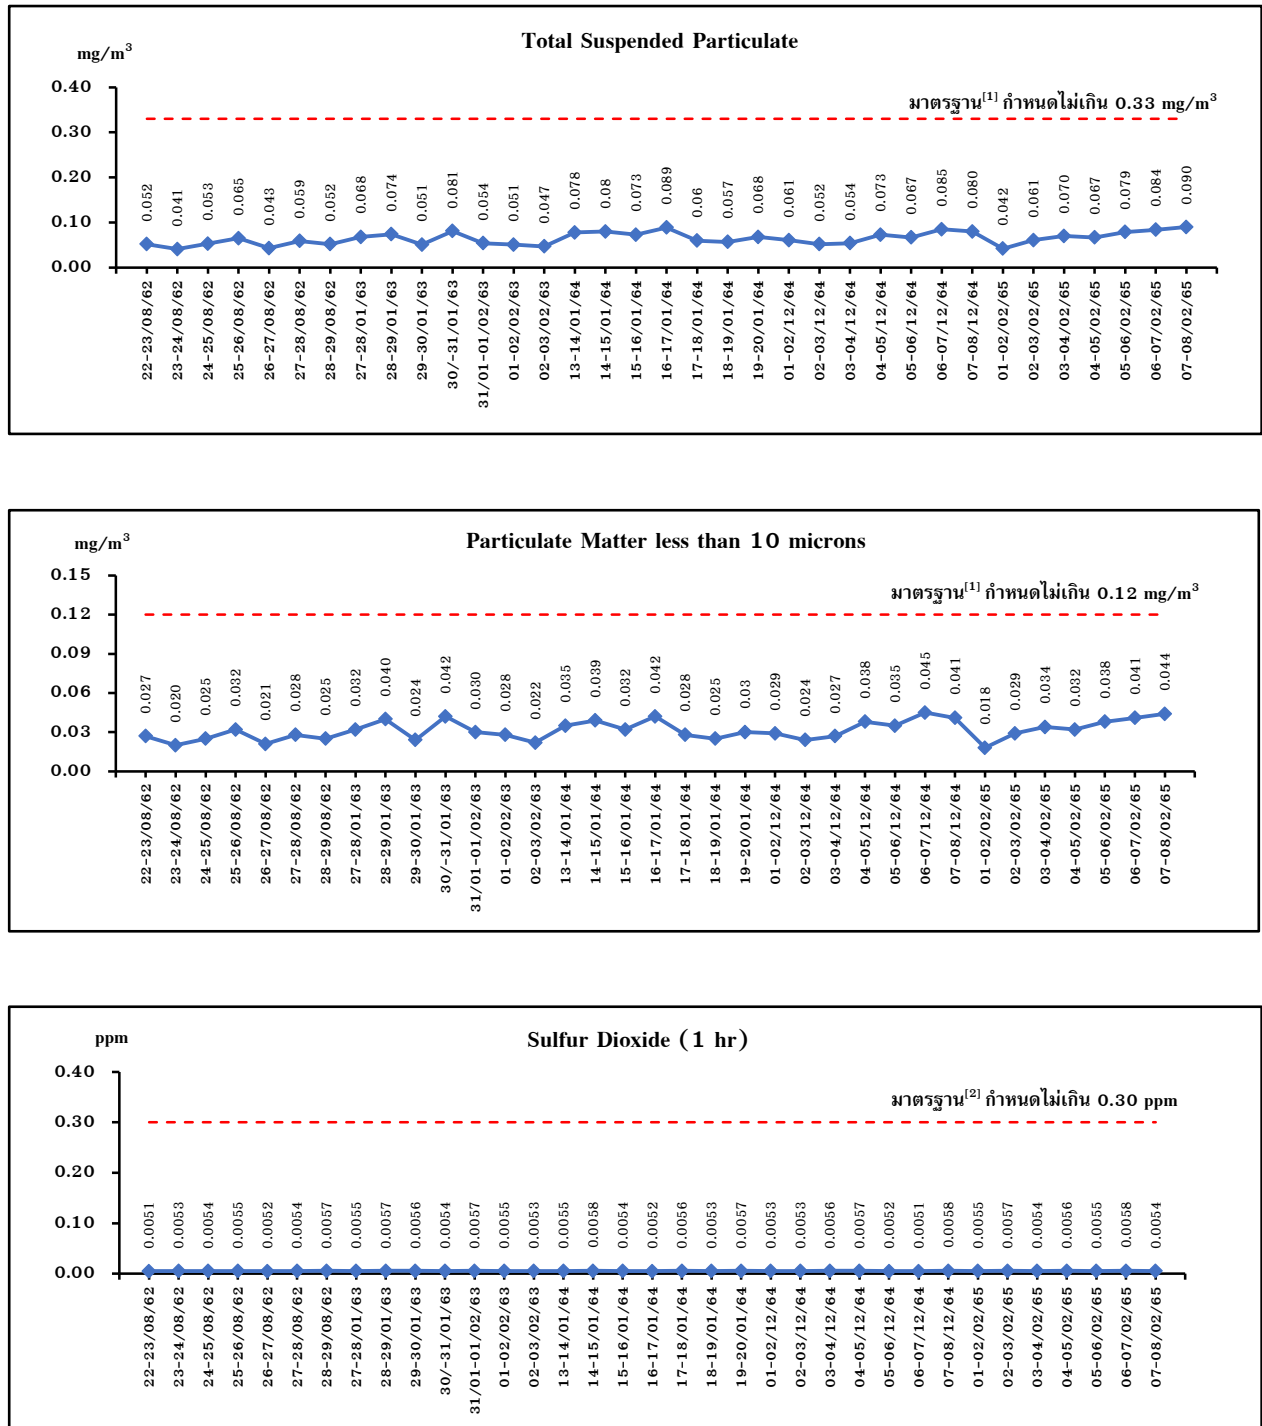 Total Suspended Particulate
mg/m³
มาตรฐาน[1] กำหนดไม่เกิน 0.33 mg/m³
0.40
0.30
0.20
0.10
0.00
0.052 0.041 0.053 0.065 0.043 0.059 0.052 0.068 0.074 0.051 0.081 0.054 0.051 0.047 0.078 0.08 0.073 0.089 0.06 0.057 0.068 0.061 0.052 0.054 0.073 0.067 0.085 0.080 0.042 0.061 0.070 0.067 0.079 0.084 0.090
22-23/08/62 23-24/08/62 24-25/08/62 25-26/08/62 26-27/08/62 27-28/08/62 28-29/08/62 27-28/01/63 28-29/01/63 29-30/01/63 30/-31/01/63 31/01-01/02/63 01-02/02/63 02-03/02/63 13-14/01/64 14-15/01/64 15-16/01/64 16-17/01/64 17-18/01/64 18-19/01/64 19-20/01/64 01-02/12/64 02-03/12/64 03-04/12/64 04-05/12/64 05-06/12/64 06-07/12/64 07-08/12/64 01-02/02/65 02-03/02/65 03-04/02/65 04-05/02/65 05-06/02/65 06-07/02/65 07-08/02/65
Particulate Matter less than 10 microns
mg/m³
มาตรฐาน[1] กำหนดไม่เกิน 0.12 mg/m³
0.15
0.12
0.09
0.06
0.03
0.00
0.027 0.020 0.025 0.032 0.021 0.028 0.025 0.032 0.040 0.024 0.042 0.030 0.028 0.022 0.035 0.039 0.032 0.042 0.028 0.025 0.03 0.029 0.024 0.027 0.038 0.035 0.045 0.041 0.018 0.029 0.034 0.032 0.038 0.041 0.044
22-23/08/62 23-24/08/62 24-25/08/62 25-26/08/62 26-27/08/62 27-28/08/62 28-29/08/62 27-28/01/63 28-29/01/63 29-30/01/63 30/-31/01/63 31/01-01/02/63 01-02/02/63 02-03/02/63 13-14/01/64 14-15/01/64 15-16/01/64 16-17/01/64 17-18/01/64 18-19/01/64 19-20/01/64 01-02/12/64 02-03/12/64 03-04/12/64 04-05/12/64 05-06/12/64 06-07/12/64 07-08/12/64 01-02/02/65 02-03/02/65 03-04/02/65 04-05/02/65 05-06/02/65 06-07/02/65 07-08/02/65
Sulfur Dioxide (1 hr)
ppm
มาตรฐาน[2] กำหนดไม่เกิน 0.30 ppm
0.40
0.30
0.20
0.10
0.00
0.0051 0.0053 0.0054 0.0055 0.0052 0.0054 0.0057 0.0055 0.0057 0.0056 0.0054 0.0057 0.0055 0.0053 0.0055 0.0058 0.0054 0.0052 0.0056 0.0053 0.0057 0.0053 0.0053 0.0056 0.0057 0.0052 0.0051 0.0058 0.0055 0.0057 0.0054 0.0056 0.0055 0.0058 0.0054
22-23/08/62 23-24/08/62 24-25/08/62 25-26/08/62 26-27/08/62 27-28/08/62 28-29/08/62 27-28/01/63 28-29/01/63 29-30/01/63 30/-31/01/63 31/01-01/02/63 01-02/02/63 02-03/02/63 13-14/01/64 14-15/01/64 15-16/01/64 16-17/01/64 17-18/01/64 18-19/01/64 19-20/01/64 01-02/12/64 02-03/12/64 03-04/12/64 04-05/12/64 05-06/12/64 06-07/12/64 07-08/12/64 01-02/02/65 02-03/02/65 03-04/02/65 04-05/02/65 05-06/02/65 06-07/02/65 07-08/02/65